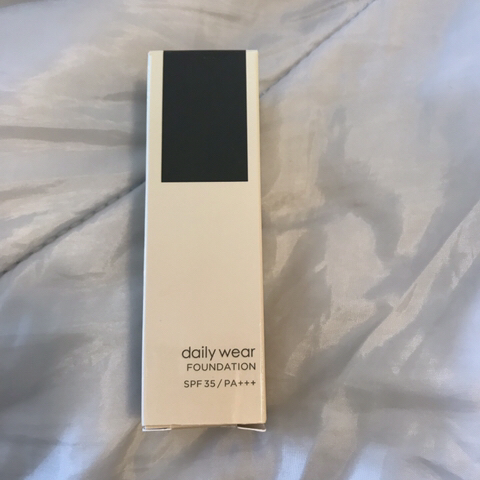 daily wear
FOUNDATION
SPF 35 / PA+++